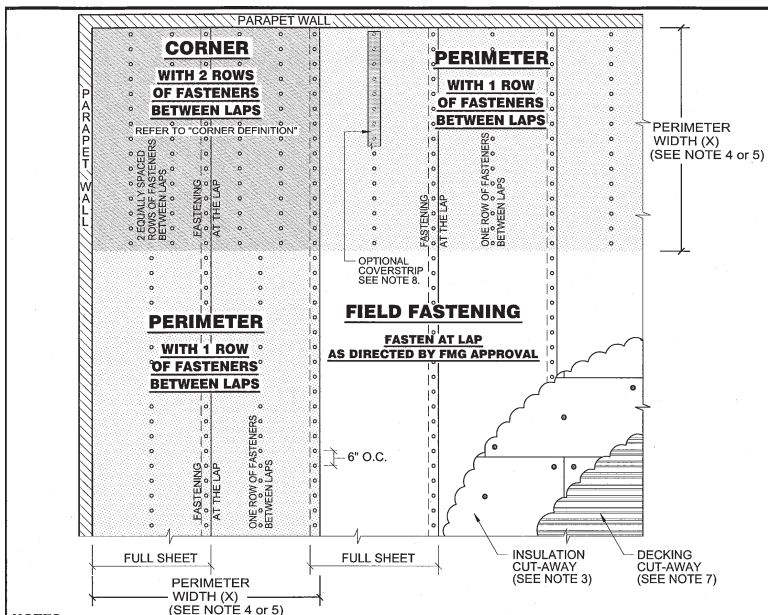 PARAPET WALL
PARAPET WALL
CORNER
WITH 2 ROWS
OF FASTENERS
BETWEEN LAPS
REFER TO "CORNER DEFINITION"
2 EQUALLY SPACED
ROWS OF FASTENERS
BETWEEN LAPS
FASTENING
AT THE LAP
PERIMETER
WITH 1 ROW
OF FASTENERS
BETWEEN LAPS
FASTENING
AT THE LAP
ONE ROW OF FASTENERS
BETWEEN LAPS
PERIMETER
WIDTH (X)
(SEE NOTE 4 or 5)
OPTIONAL
COVERSTRIP
SEE NOTE 8.
PERIMETER
WITH 1 ROW
OF FASTENERS
BETWEEN LAPS
FASTENING
AT THE LAP
ONE ROW OF FASTENERS
BETWEEN LAPS
FIELD FASTENING
FASTEN AT LAP
AS DIRECTED BY FMG APPROVAL
6" O.C.
FULL SHEET
FULL SHEET
INSULATION
CUT-AWAY
(SEE NOTE 3)
DECKING
CUT-AWAY
(SEE NOTE 7)
PERIMETER
WIDTH (X)
(SEE NOTE 4 or 5)